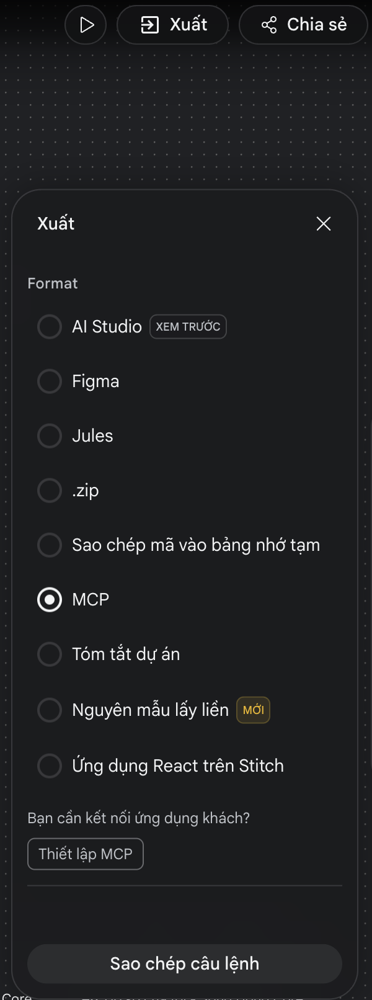 Xuất
Chia sẻ
Xuất
Format
AI Studio XEM TRƯỚC
Figma
Jules
.zip
Sao chép mã vào bảng nhớ tạm
MCP
Tóm tắt dự án
Nguyên mẫu lấy liền MỚI
Ứng dụng React trên Stitch
Bạn cần kết nối ứng dụng khách?
Thiết lập MCP
Sao chép câu lệnh
Core